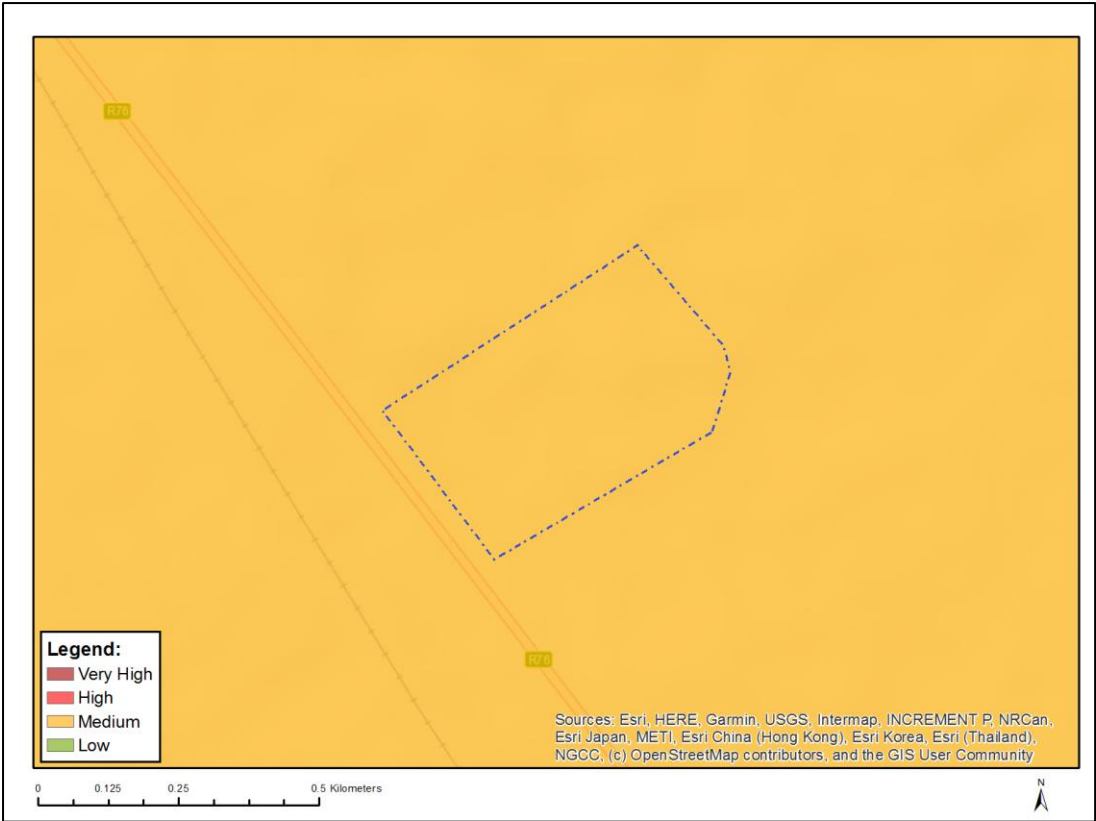 R76
R76
Legend:
Very High
High
Medium
Low
Sources: Esri, HERE, Garmin, USGS, Intermap, INCREMENT P, NRCan,
Esri Japan, METI, Esri China (Hong Kong), Esri Korea, Esri (Thailand),
NGCC, (c) OpenStreetMap contributors, and the GIS User Community
0 0.125 0.25 0.5 Kilometers
N